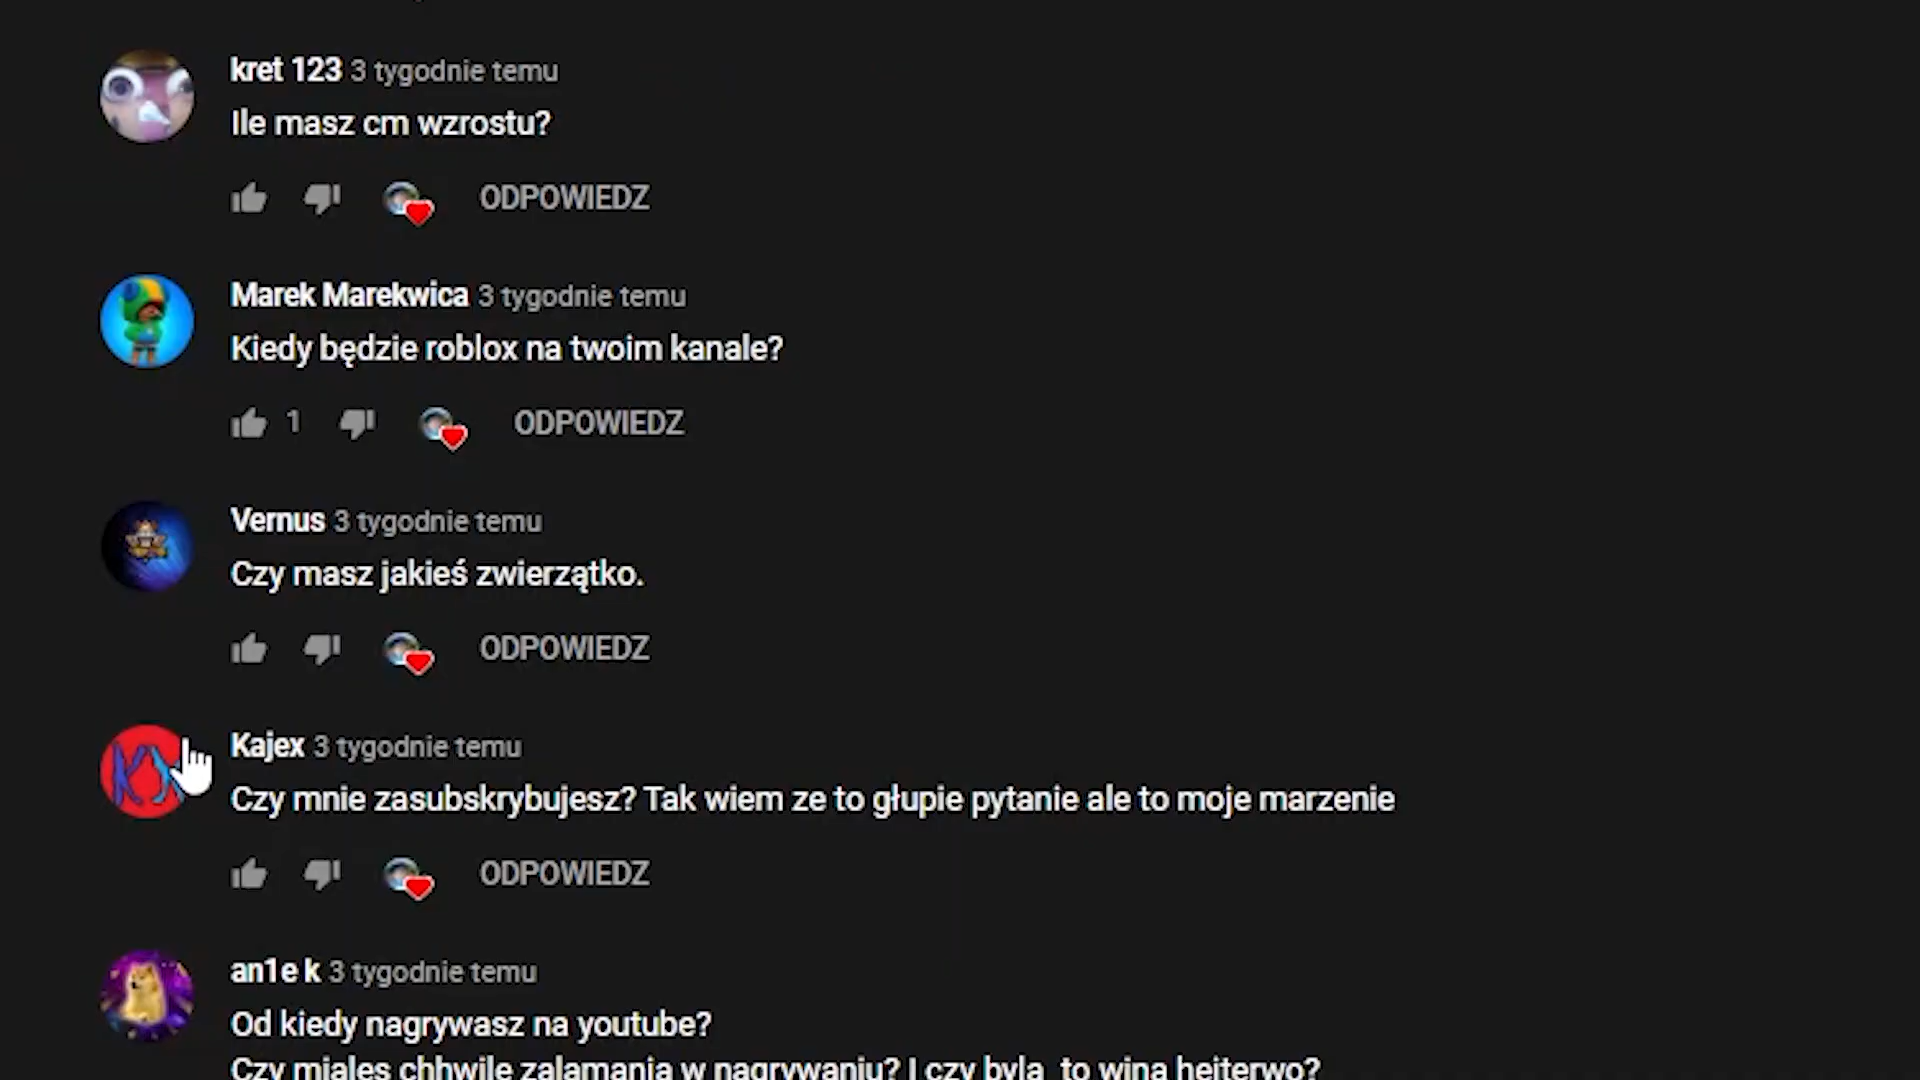 kret 123 3 tygodnie temu
Ile masz cm wzrostu?
ODPOWIEDZ
Marek Marekwica 3 tygodnie temu
Kiedy będzie roblox na twoim kanale?
1 ODPOWIEDZ
Vernus 3 tygodnie temu
Czy masz jakieś zwierzątko.
ODPOWIEDZ
KX
Kajex 3 tygodnie temu
Czy mnie zasubskrybujesz? Tak wiem ze to głupie pytanie ale to moje marzenie
ODPOWIEDZ
an1e k 3 tygodnie temu
Od kiedy nagrywasz na youtube?
Czy miales chhwile zalamania w nagrywaniu? I czy byla to wina hejterwo?